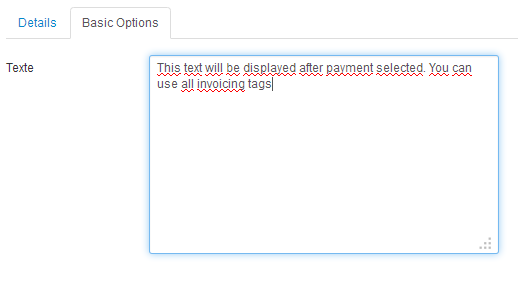 Details
Basic Options
Texte
This text will be displayed after payment selected. You can
use all invoicing tags